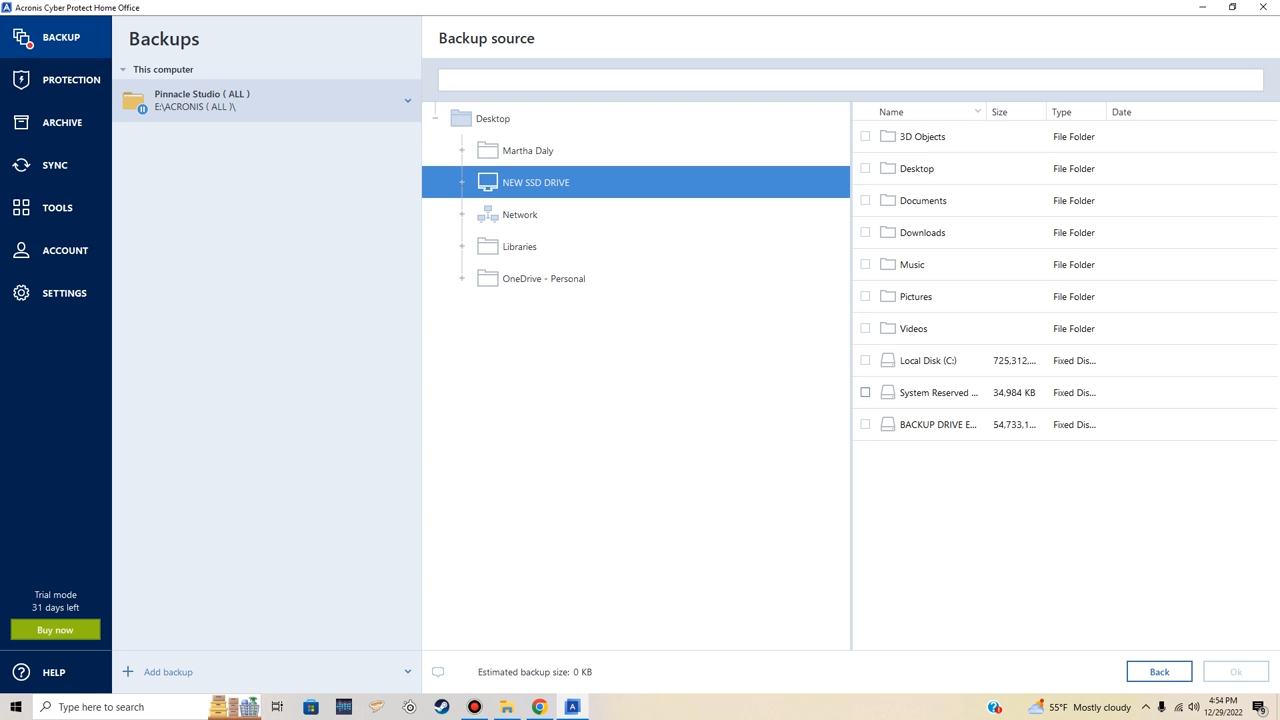 Acronis Cyber Protect Home Office
BACKUP
PROTECTION
ARCHIVE
SYNC
TOOLS
ACCOUNT
SETTINGS
Trial mode
31 days left
Buy now
HELP
Backups
This computer
Pinnacle Studio ( ALL )
E:\ACRONIS ( ALL )\
Add backup
Backup source
Desktop
Martha Daly
NEW SSD DRIVE
Network
Libraries
OneDrive - Personal
Name Size Type Date
3D Objects File Folder
Desktop File Folder
Documents File Folder
Downloads File Folder
Music File Folder
Pictures File Folder
Videos File Folder
Local Disk (C:) 725,312,... Fixed Dis...
System Reserved ... 34,984 KB Fixed Dis...
BACKUP DRIVE E... 54,733,1... Fixed Dis...
Estimated backup size: 0 KB
Back
Ok
Type here to search
55°F Mostly cloudy
4:54 PM
12/29/2022